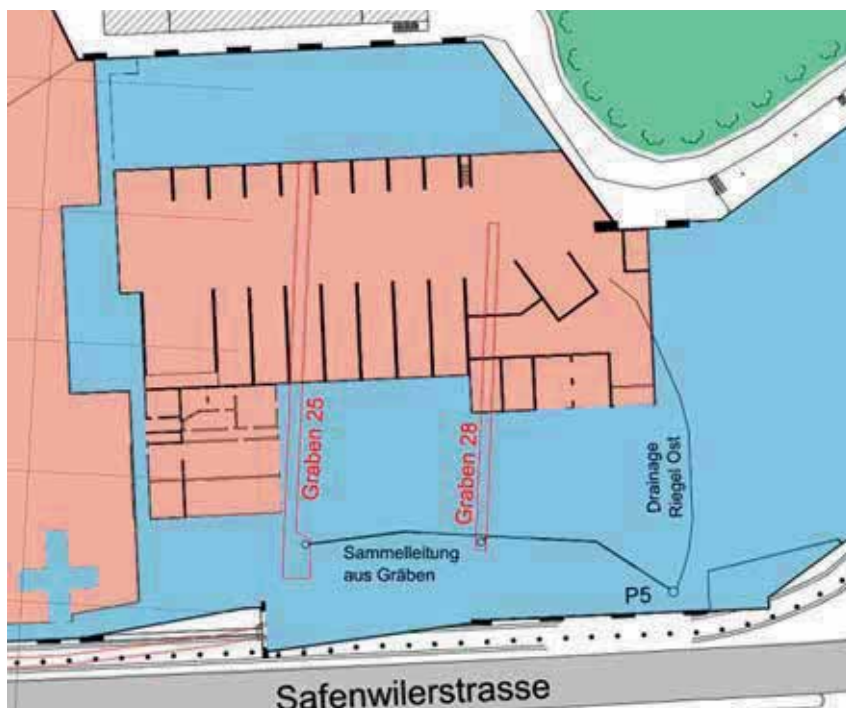 Graben 25
Graben 28
Drainage
Riegel Ost
Sammelleitung
aus Gräben
P5
Safenwilerstrasse